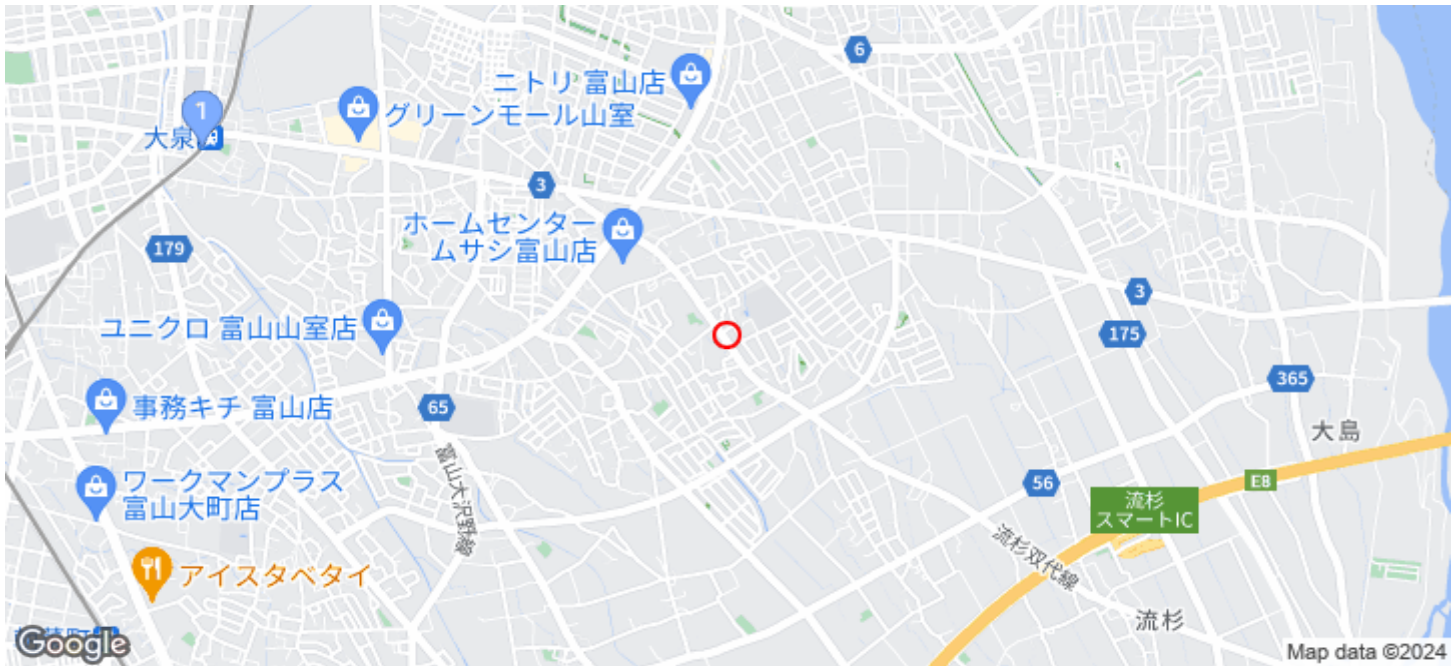 6
ニトリ 富山店
グリーンモール山室
1
大泉
3
ホームセンター
ムサシ富山店
179
3
175
ユニクロ 富山山室店
365
事務キチ 富山店
65
大島
富山大沢野線
ワークマンプラス
富山大町店
56
E8
流杉
スマートIC
流杉双代線
アイスタベタイ
流杉
Google
Map data ©2024